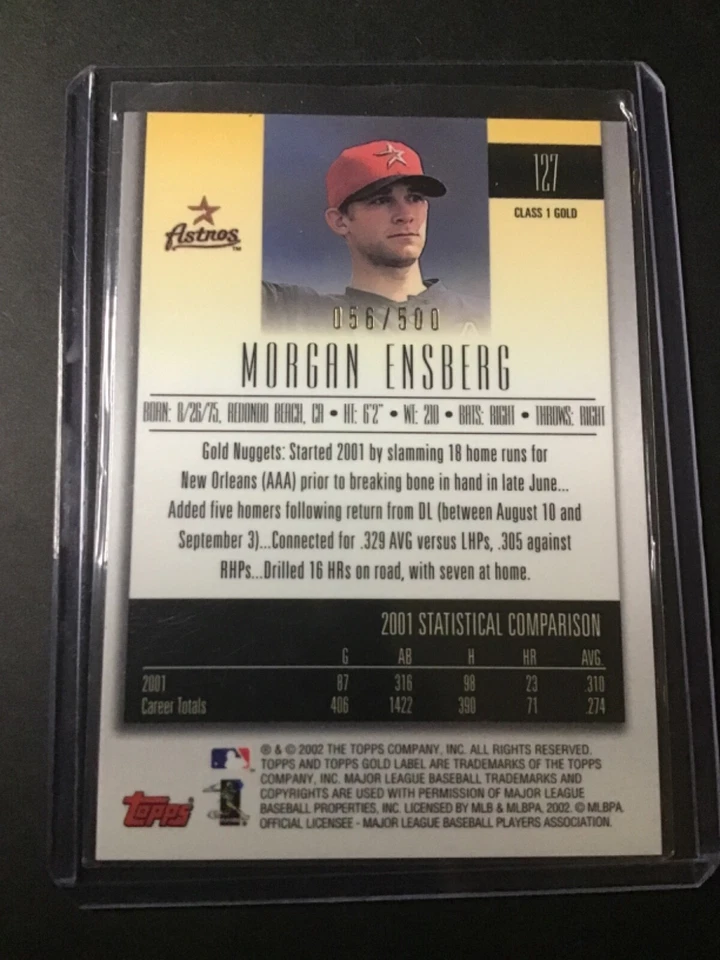 127
CLASS 1 GOLD
Astros
056/500
MORGAN ENSBERG
BORN: 8/26/75, REDONDO BEACH, CA • HT: 6'2" • WT: 210 • BATS: RIGHT • THROWS: RIGHT
Gold Nuggets: Started 2001 by slamming 18 home runs for
New Orleans (AAA) prior to breaking bone in hand in late June...
Added five homers following return from DL (between August 10 and
September 3)...Connected for .329 AVG versus LHPs, .305 against
RHPs...Drilled 16 HRs on road, with seven at home.
2001 STATISTICAL COMPARISON
G AB H HR AVG.
2001 87 316 98 23 .310
Career Totals 406 1422 390 71 .274
® & © 2002 THE TOPPS COMPANY, INC. ALL RIGHTS RESERVED.
TOPPS AND TOPPS GOLD LABEL ARE TRADEMARKS OF THE TOPPS
COMPANY, INC. MAJOR LEAGUE BASEBALL TRADEMARKS AND
COPYRIGHTS ARE USED WITH PERMISSION OF MAJOR LEAGUE
BASEBALL PROPERTIES, INC. LICENSED BY MLB & MLBPA, 2002. © MLBPA
OFFICIAL LICENSEE - MAJOR LEAGUE BASEBALL PLAYERS ASSOCIATION.
Topps®